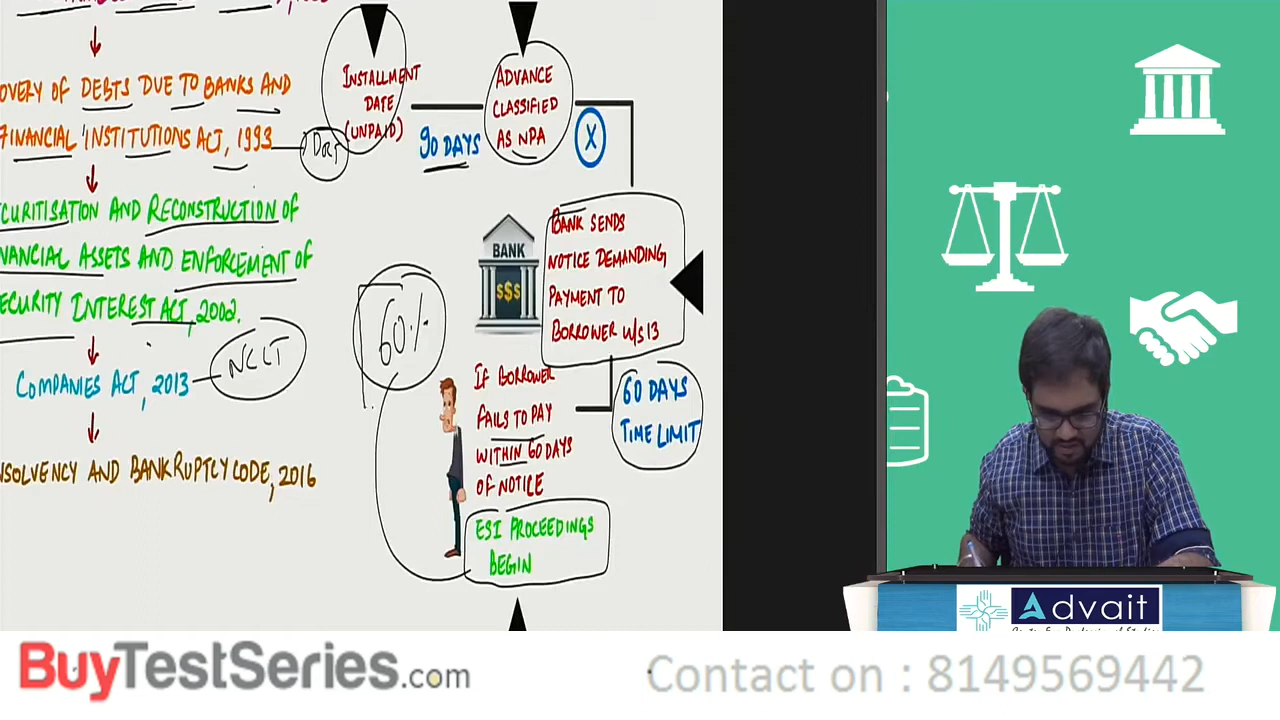 OVERY OF DEBTS DUE TO BANKS AND
FINANCIAL INSTITUTIONS ACT, 1993
DRT
CURITISATION AND RECONSTRUCTION OF
NANCIAL ASSETS AND ENFORCEMENT OF
ECURITY INTEREST ACT, 2002.
COMPANIES ACT, 2013
NCLT
NSOLVENCY AND BANKRUPTCY CODE, 2016
INSTALLMENT
DATE
(UNPAID)
90 DAYS
ADVANCE
CLASSIFIED
AS NPA
X
BANK
$$$
BANK SENDS
NOTICE DEMANDING
PAYMENT TO
BORROWER U/S 13
60 DAYS
TIME LIMIT
60%
IF BORROWER
FAILS TO PAY
WITHIN 60 DAYS
OF NOTICE
ESI PROCEEDINGS
BEGIN
Advait
BuyTestSeries.com
Contact on : 8149569442